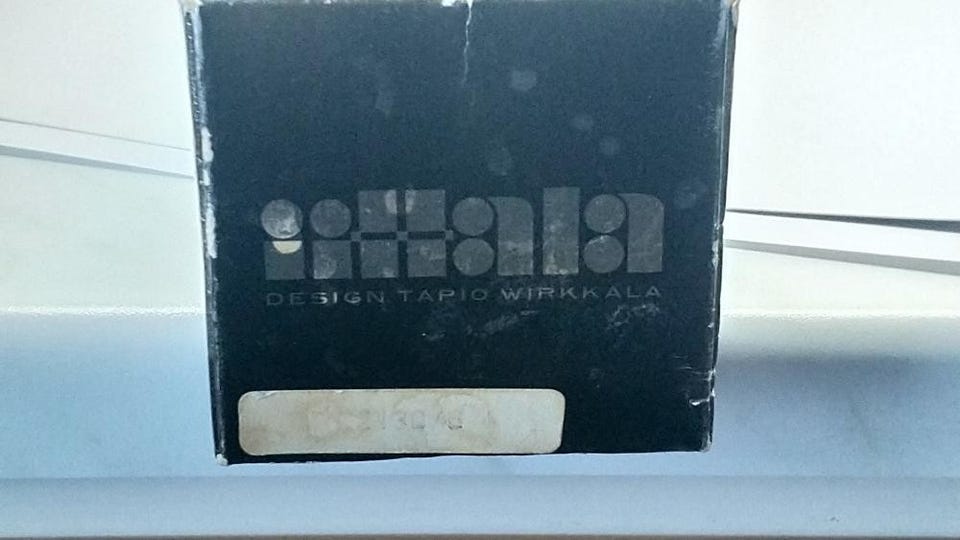 iittala
DESIGN TAPIO WIRKKALA